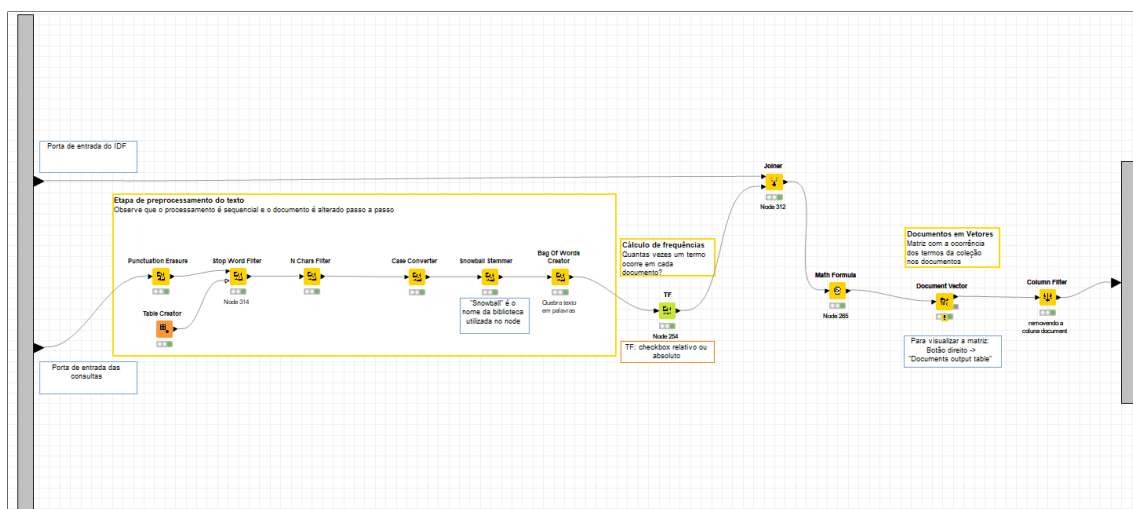 Porta de entrada do IDF
Joiner
Node 312
Etapa de preprocessamento do texto
Observe que o processamento é sequencial e o documento é alterado passo a passo
Punctuation Erasure
Stop Word Filter
Node 314
N Chars Filter
Case Converter
Snowball Stemmer
Bag Of Words
Creator
Quebra texto
em palavras
Table Creator
"Snowball" é o
nome da biblioteca
utilizada no node
Cálculo de frequências
Quantas vezes um termo
ocorre em cada
documento?
TF
Node 254
TF: checkbox relativo ou
absoluto
Math Formula
Node 265
Documentos em Vetores
Matriz com a ocorrência
dos termos da coleção
nos documentos
Document Vector
Para visualizar a matriz:
Botão direito ->
"Documents output table"
Column Filter
removendo a
coluna document
Porta de entrada das
consultas